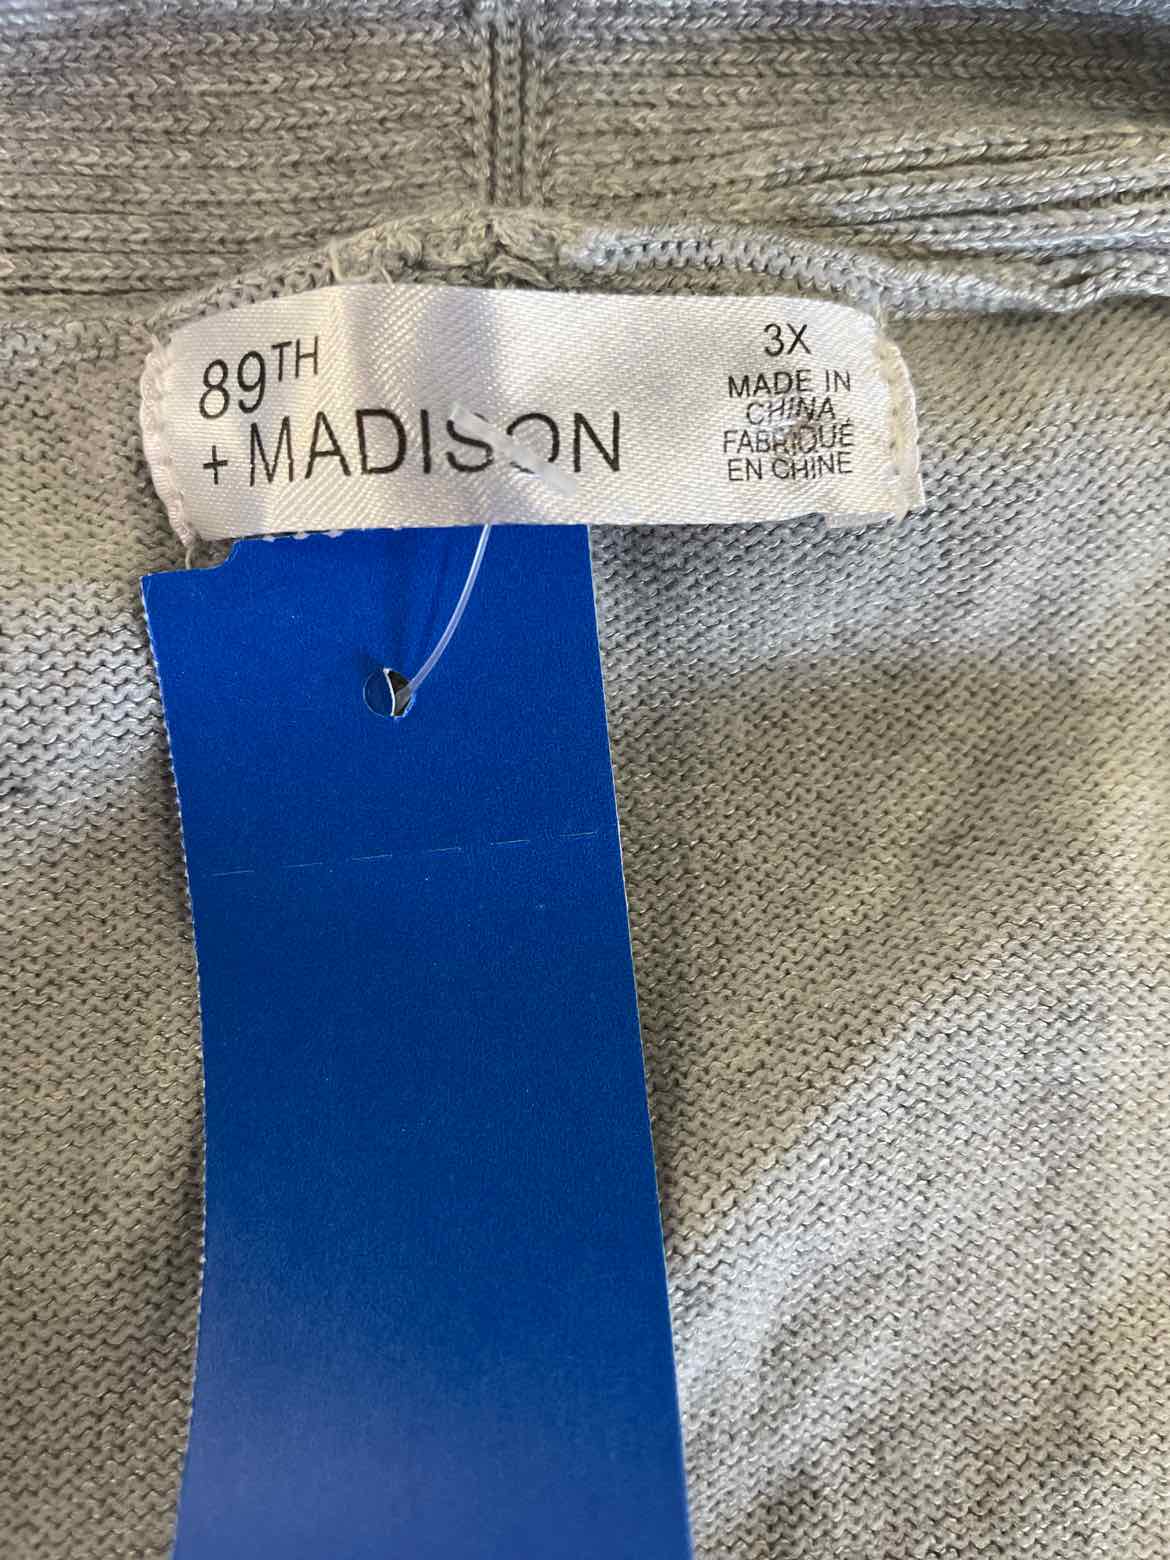 89TH
+ MADISON
3X
MADE IN
CHINA
FABRIQUÉ
EN CHINE